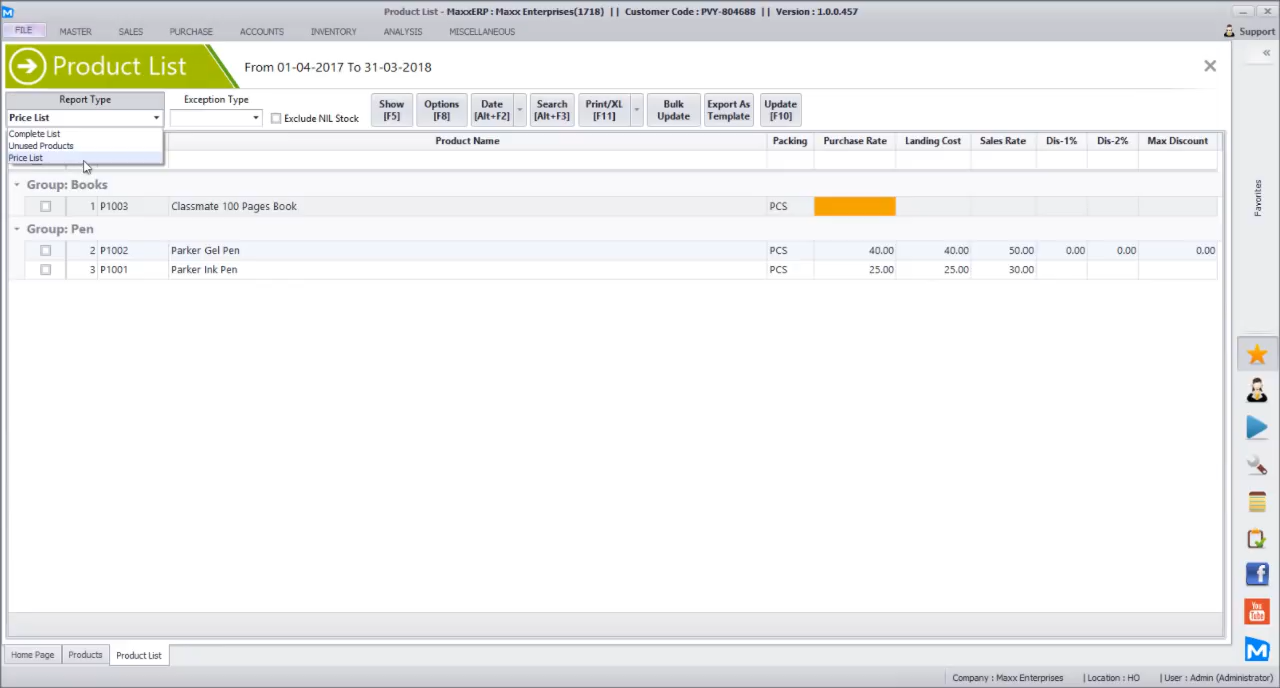 Product List - MaxxERP : Maxx Enterprises(1718) || Customer Code : PVY-804688 || Version : 1.0.0.457
FILE MASTER SALES PURCHASE ACCOUNTS INVENTORY ANALYSIS MISCELLANEOUS Support
Product List From 01-04-2017 To 31-03-2018
Report Type Exception Type
Price List Exclude NIL Stock
Show [F5]
Options [F8]
Date [Alt+F2]
Search [Alt+F3]
Print/XL [F11]
Bulk Update
Export As Template
Update [F10]
Complete List
Unused Products
Price List
Product Name Packing Purchase Rate Landing Cost Sales Rate Dis-1% Dis-2% Max Discount
Group: Books
1 P1003 Classmate 100 Pages Book PCS
Group: Pen
2 P1002 Parker Gel Pen PCS 40.00 40.00 50.00 0.00 0.00 0.00
3 P1001 Parker Ink Pen PCS 25.00 25.00 30.00
Favorites
You
Tube
Home Page Products Product List
Company : Maxx Enterprises | Location : HO | User : Admin (Administrator)